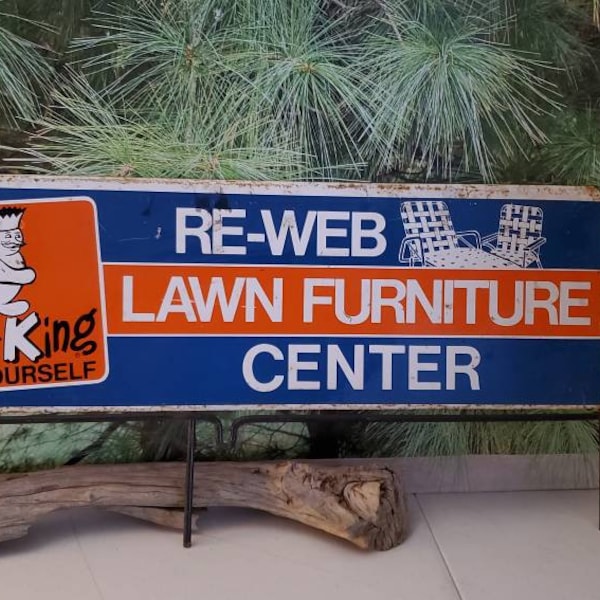 King®
OURSELF
RE-WEB
LAWN FURNITURE
CENTER